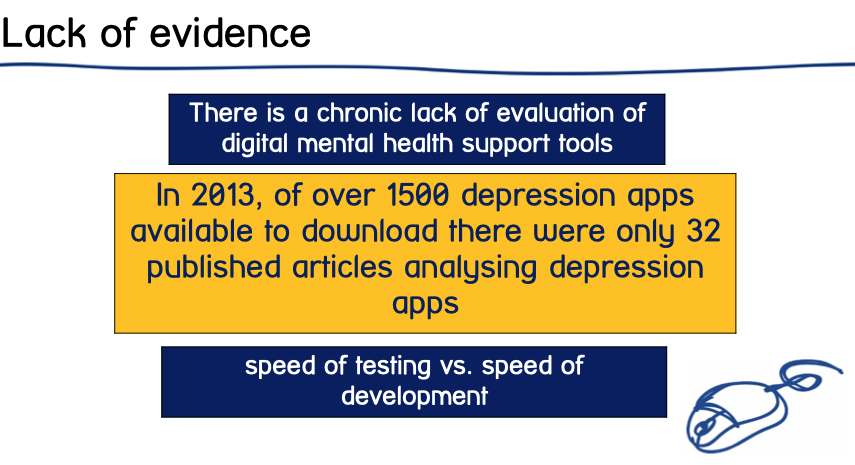 Lack of evidence
There is a chronic lack of evaluation of
digital mental health support tools
In 2013, of over 1500 depression apps
available to download there were only 32
published articles analysing depression
apps
speed of testing vs. speed of
development